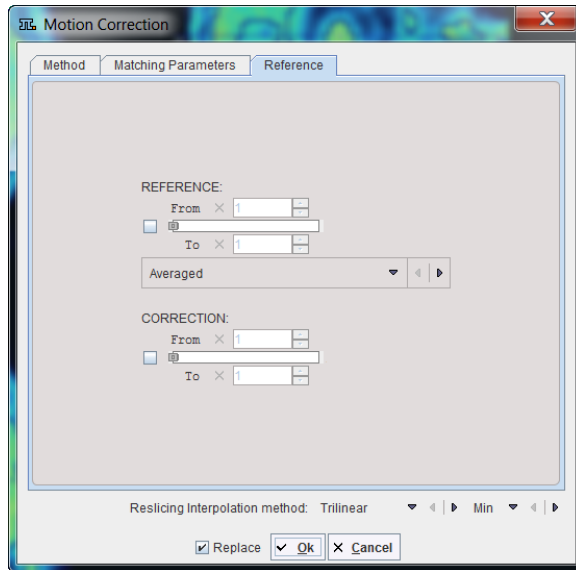 Motion Correction
Method Matching Parameters Reference
REFERENCE:
From 1
To 1
Averaged
CORRECTION:
From 1
To 1
Reslicing Interpolation method: Trilinear Min
Replace Ok Cancel